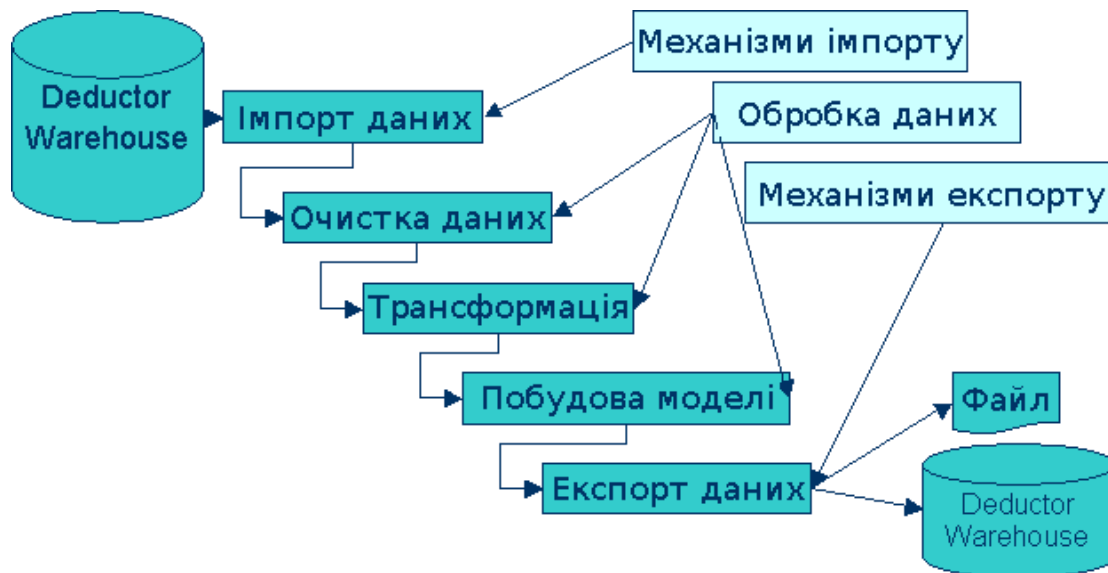 Механізми імпорту
Deductor
Warehouse
Імпорт даних
Обробка даних
Механізми експорту
Очистка даних
Трансформація
Побудова моделі
Файл
Експорт даних
Deductor
Warehouse